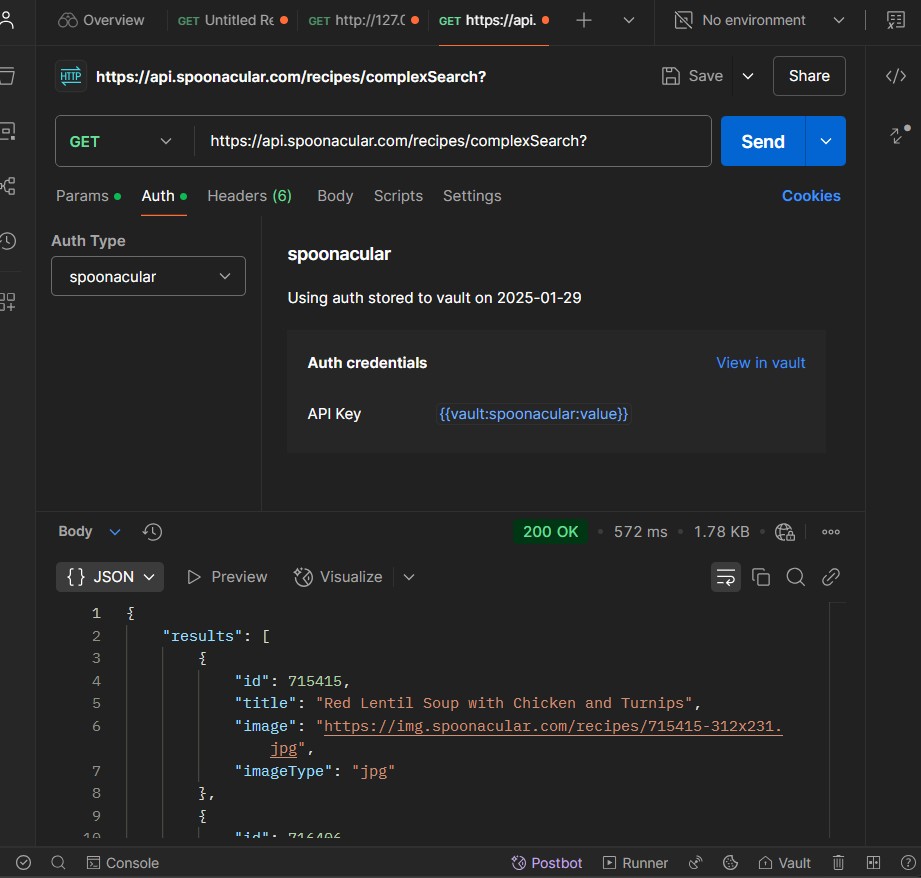 Overview GET Untitled Re GET http://127.0 GET https://api. No environment
HTTP https://api.spoonacular.com/recipes/complexSearch? Save Share
GET https://api.spoonacular.com/recipes/complexSearch? Send
Params Auth Headers (6) Body Scripts Settings Cookies
Auth Type
spoonacular
spoonacular
Using auth stored to vault on 2025-01-29
Auth credentials View in vault
API Key {{vault:spoonacular:value}}
Body 200 OK 572 ms 1.78 KB
{} JSON Preview Visualize
1 {
2 "results": [
3 {
4 "id": 715415,
5 "title": "Red Lentil Soup with Chicken and Turnips",
6 "image": "https://img.spoonacular.com/recipes/715415-312x231.
jpg",
7 "imageType": "jpg"
8 },
9 {
10 "id": 716406
Console Postbot Runner Vault